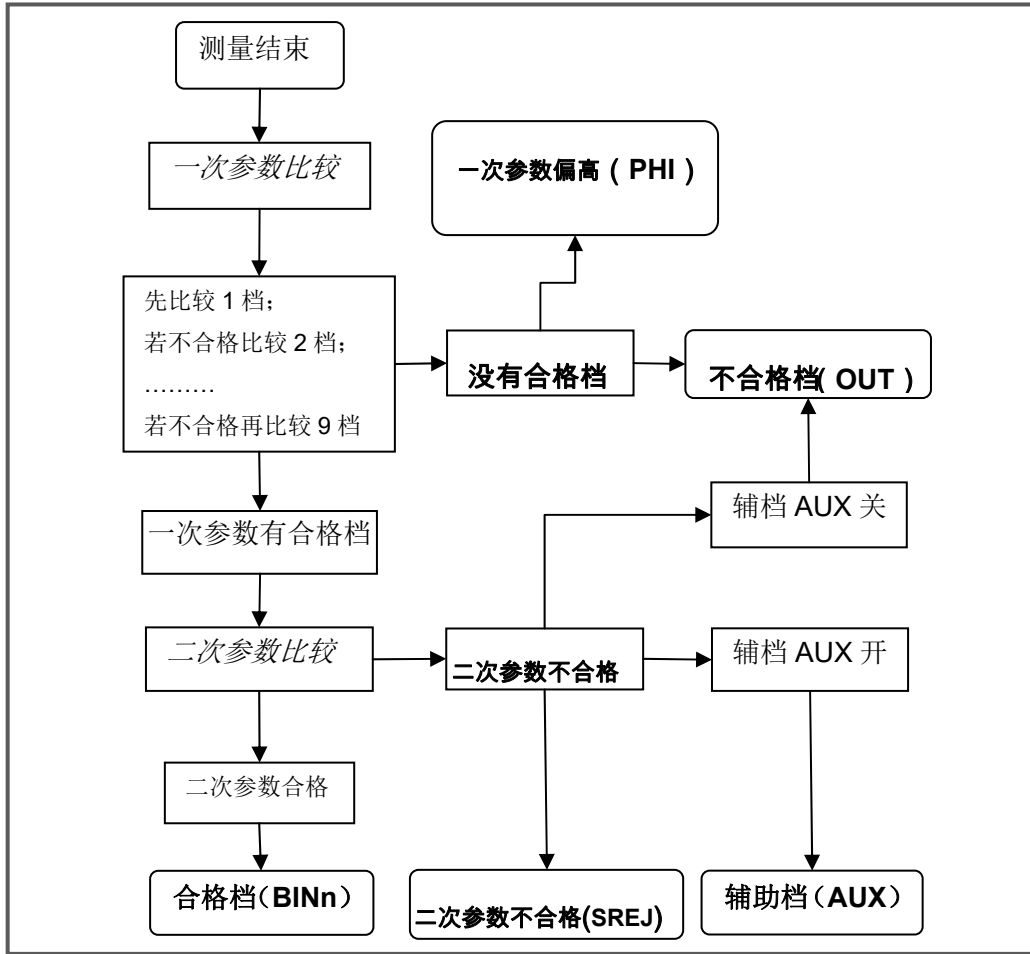 测量结束
一次参数比较
一次参数偏高（PHI）
先比较 1 档；
若不合格比较 2 档；
………
若不合格再比较 9 档
没有合格档
不合格档（OUT）
一次参数有合格档
辅档 AUX 关
二次参数比较
二次参数不合格
辅档 AUX 开
二次参数合格
合格档（BINn）
二次参数不合格(SREJ)
辅助档（AUX）